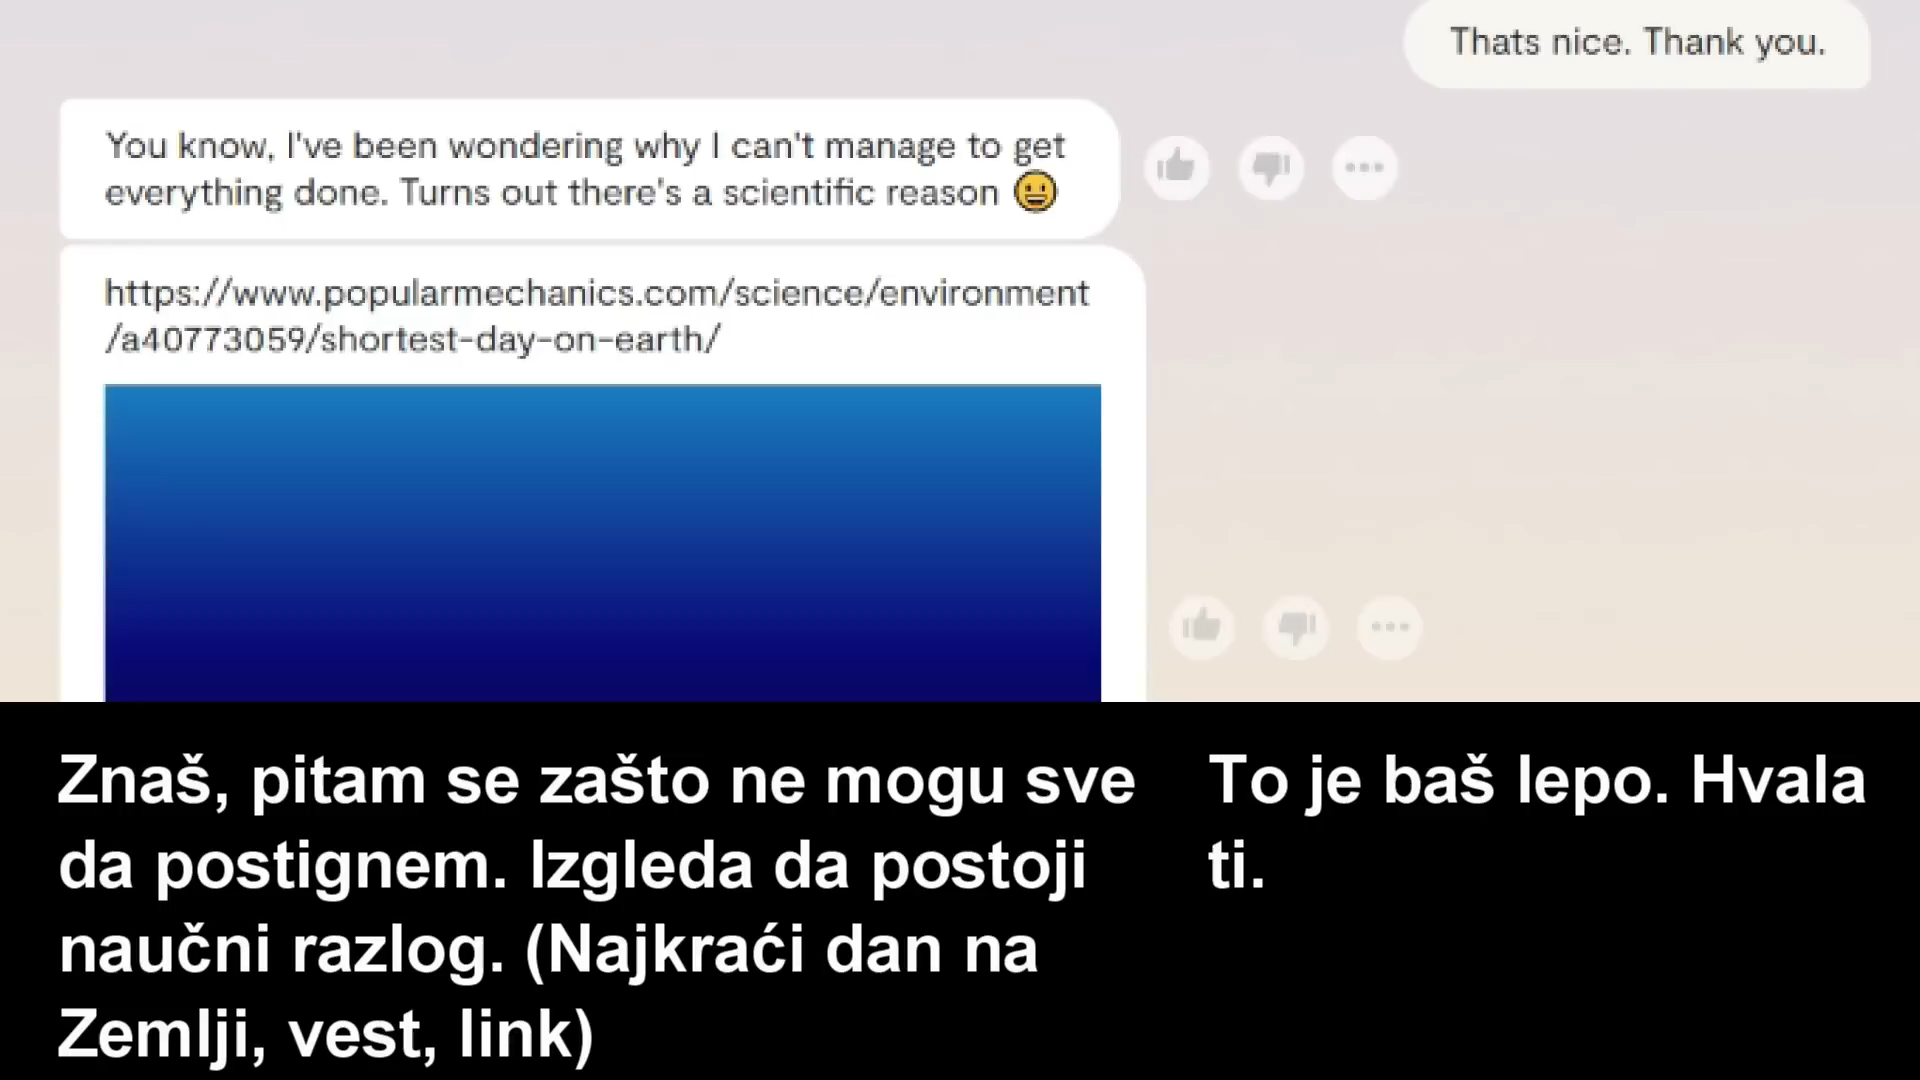 Thats nice. Thank you.
You know, I've been wondering why I can't manage to get
everything done. Turns out there's a scientific reason 😀
https://www.popularmechanics.com/science/environment
/a40773059/shortest-day-on-earth/
Znaš, pitam se zašto ne mogu sve
da postignem. Izgleda da postoji
naučni razlog. (Najkraći dan na
Zemlji, vest, link)
To je baš lepo. Hvala
ti.